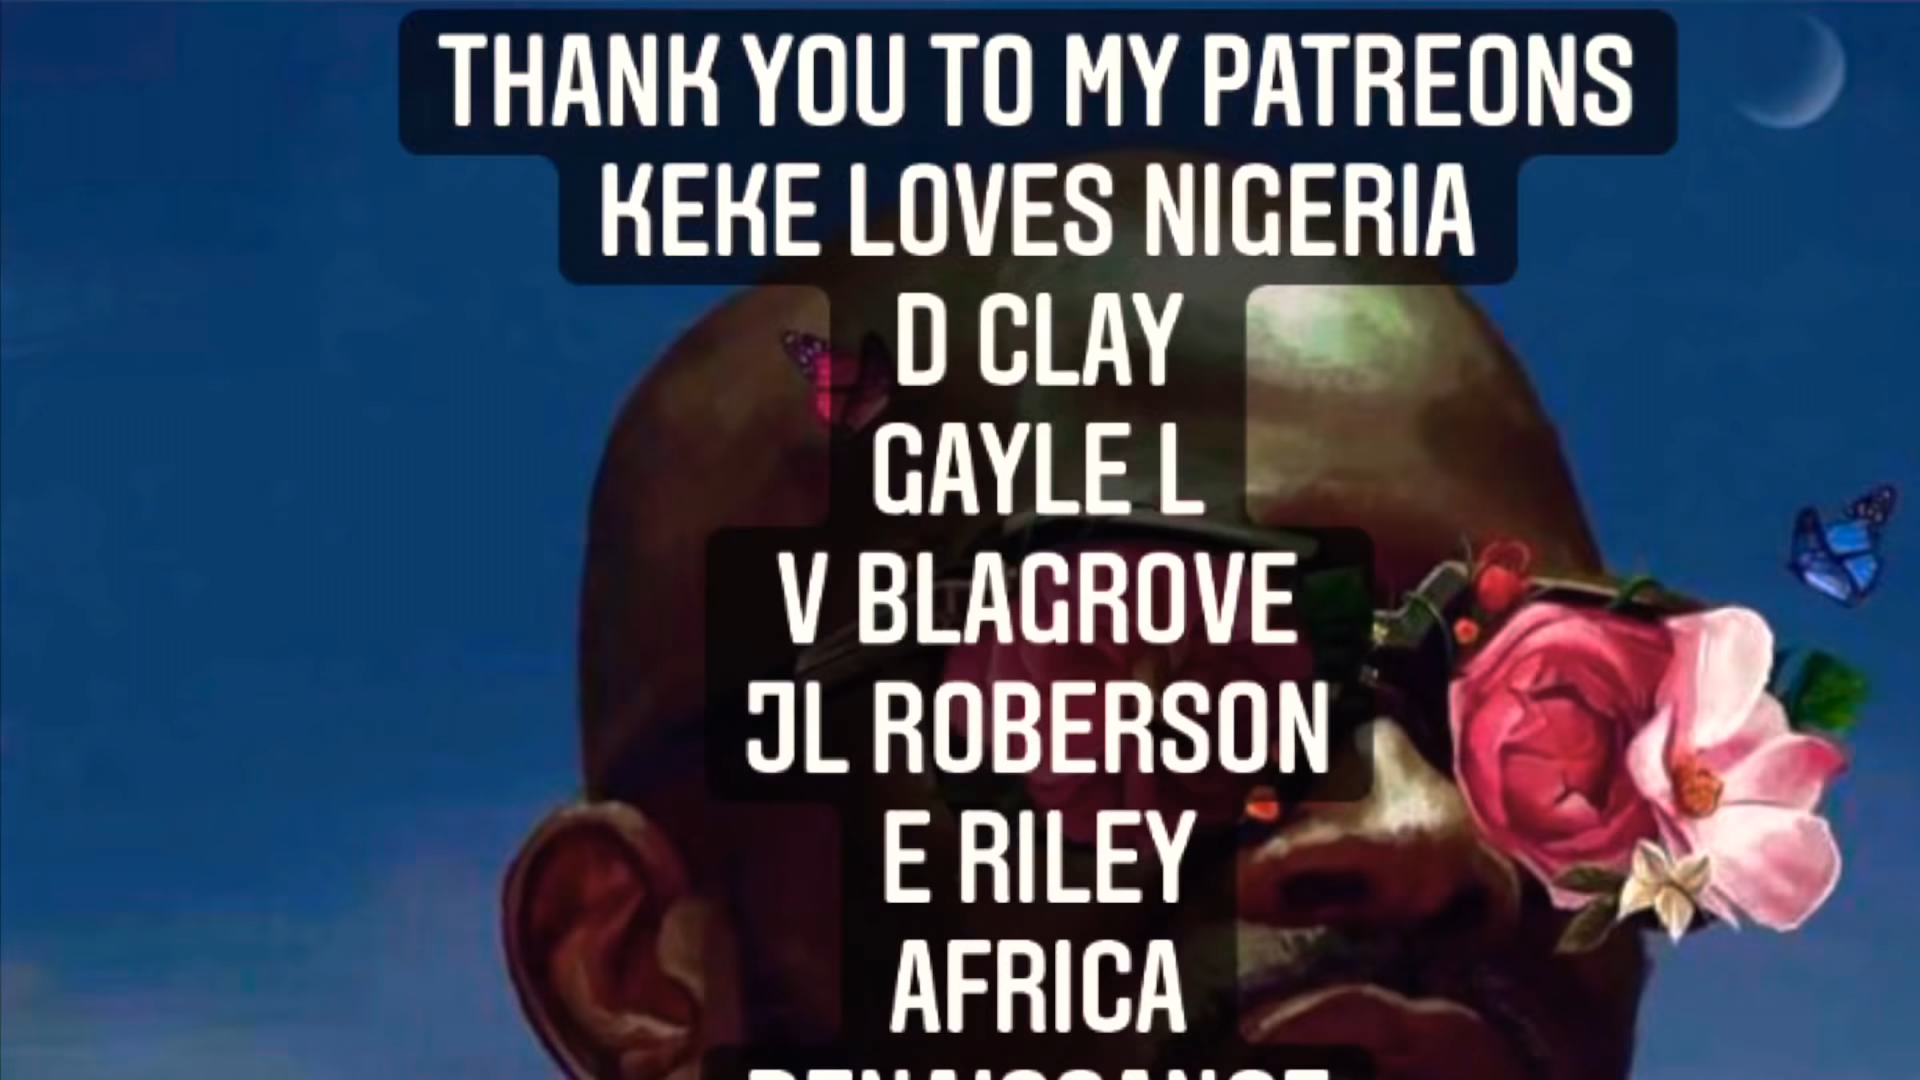 THANK YOU TO MY PATREONS
KEKE LOVES NIGERIA
D CLAY
GAYLE L
V BLAGROVE
JL ROBERSON
E RILEY
AFRICA